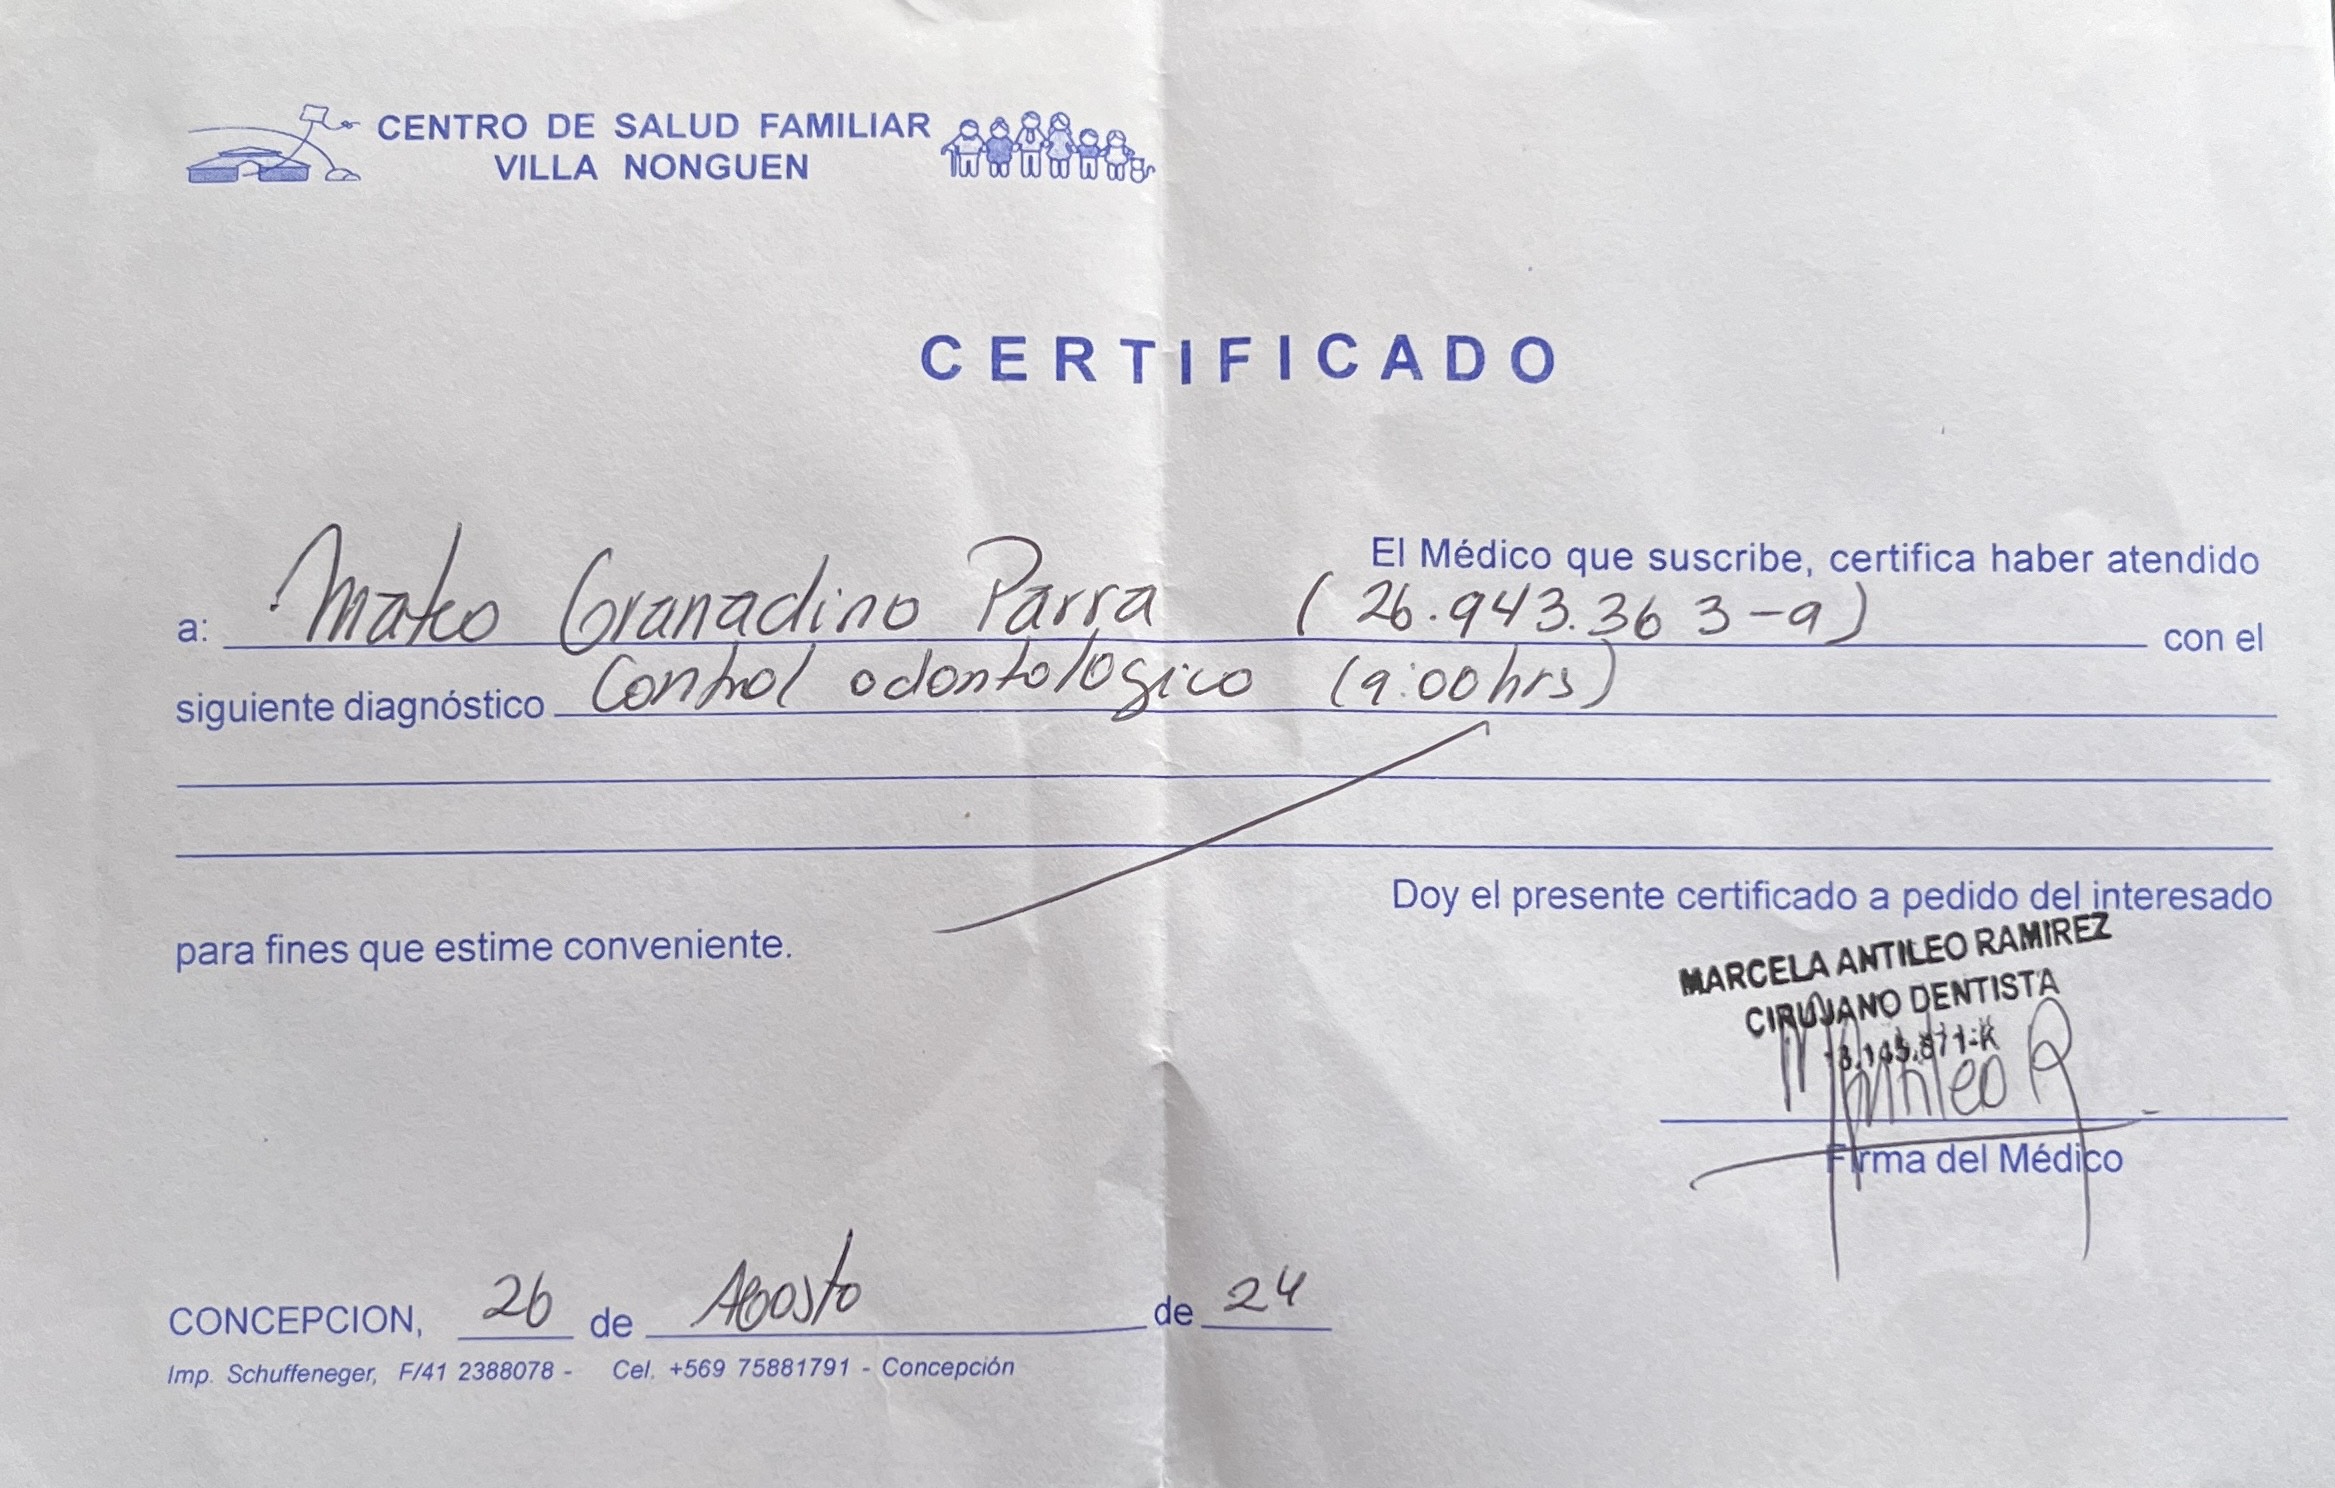 CENTRO DE SALUD FAMILIAR
VILLA NONGUEN
CERTIFICADO
El Médico que suscribe, certifica haber atendido
a: Mateo Granadino Parra (26.943.363-9) con el
siguiente diagnóstico Control odontologico (9:00 hrs)
Doy el presente certificado a pedido del interesado
para fines que estime conveniente.
MARCELA ANTILEO RAMIREZ
CIRUJANO DENTISTA
MAntileo R
Firma del Médico
CONCEPCION, 26 de Agosto de 24
Imp. Schuffeneger, F/41 2388078 - Cel. +569 75881791 - Concepción